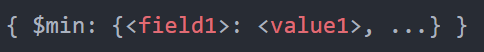 { $min: {<field1>: <value1>, ...} }